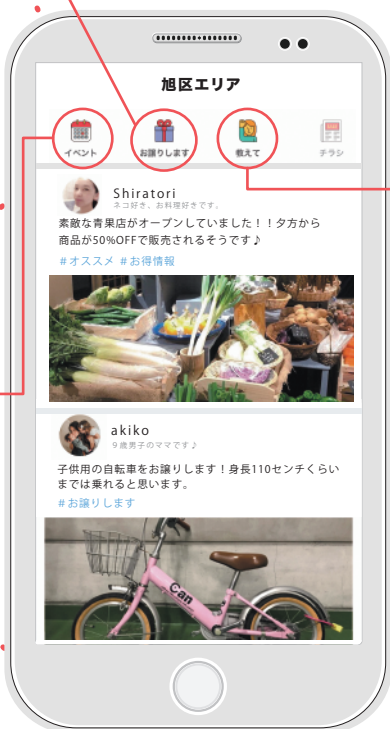 旭区エリア
イベント
お譲りします
教えて
チラシ
Shiratori
ネコ好き、お料理好きです。
素敵な青果店がオープンしていました！！夕方から
商品が50%OFFで販売されるそうです♪
#オススメ #お得情報
akiko
9歳男子のママです♪
子供用の自転車をお譲りします！身長110センチくらい
までは乗れると思います。
#お譲りします
Can